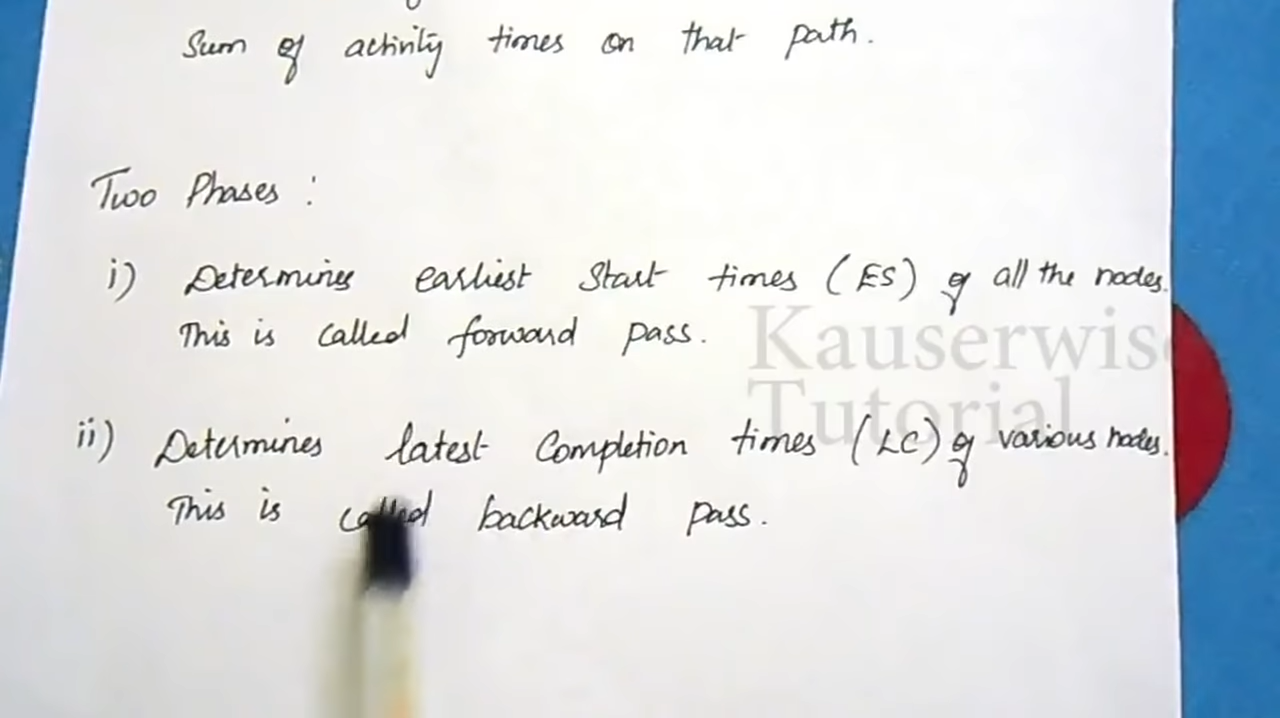 Sum of activity times on that path.
Two Phases :
i) Determines earliest Start times (ES) of all the nodes.
This is called forward pass.
Kauserwise
Tutorial
ii) Determines latest Completion times (LC) of various nodes.
This is called backward pass.